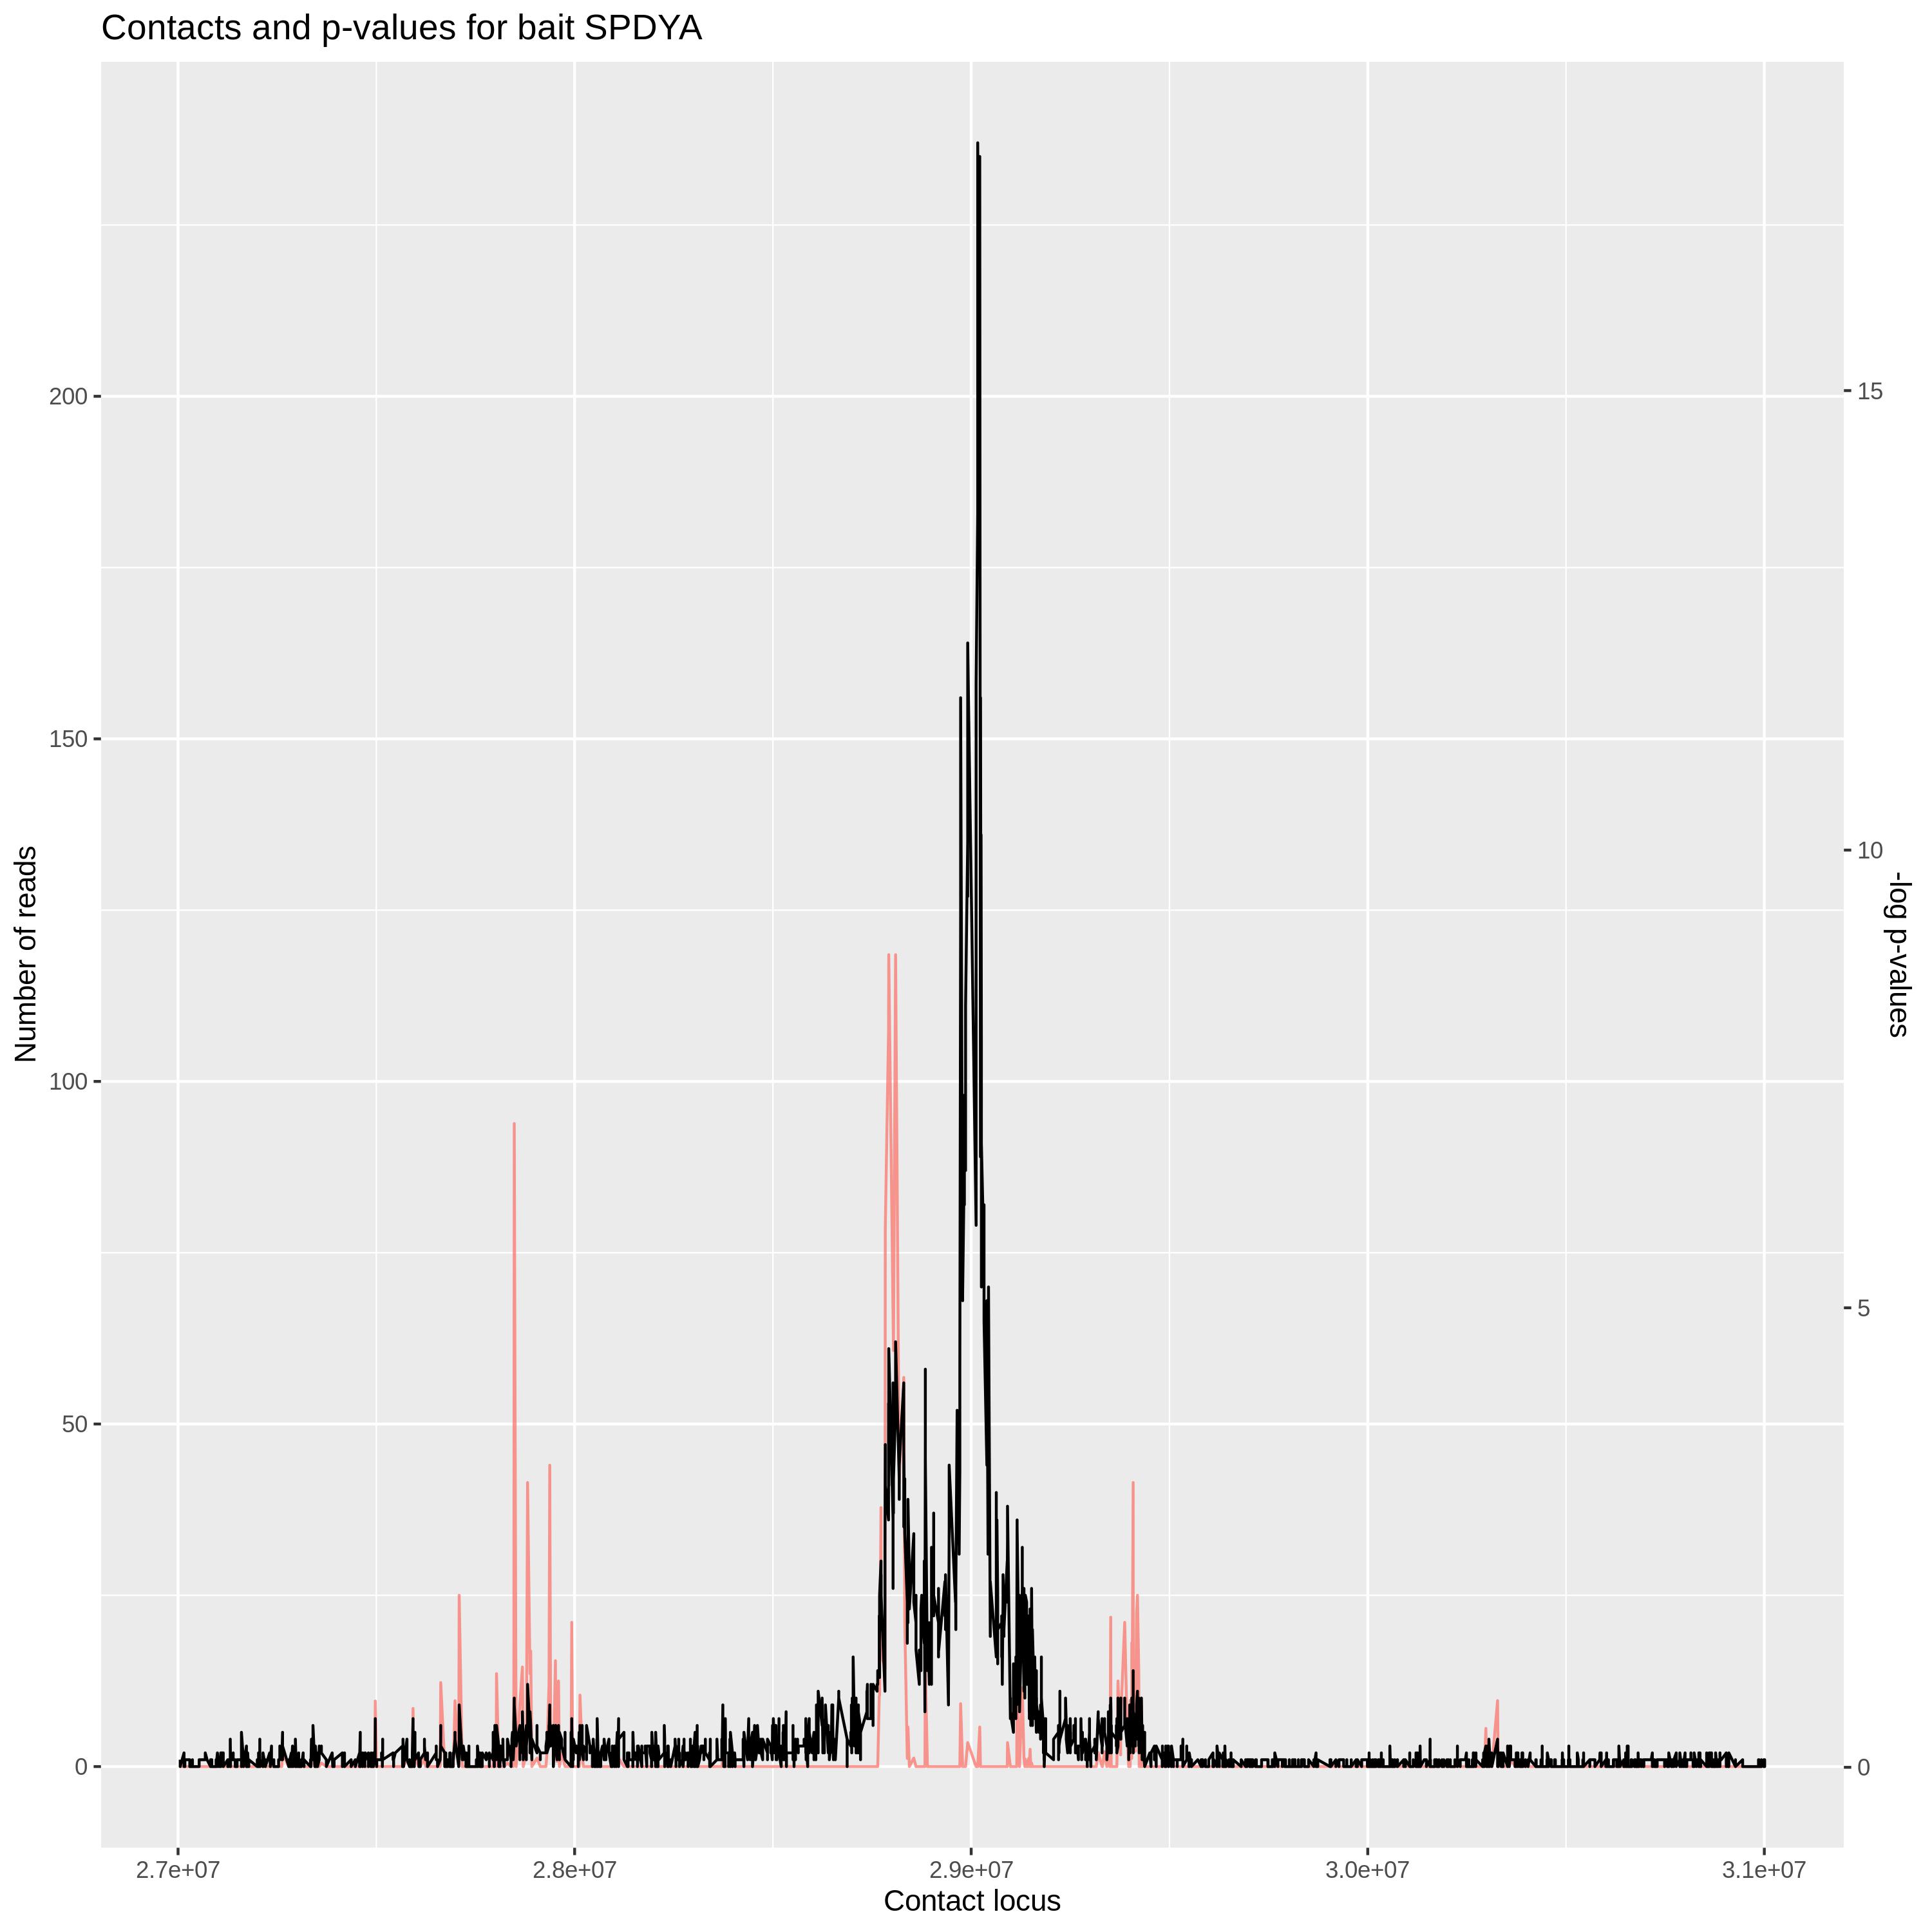 Contacts and p-values for bait SPDYA
200
150
100
50
0
Number of reads
15
10
5
0
-log p-values
2.7e+07 2.8e+07 2.9e+07 3.0e+07 3.1e+07
Contact locus